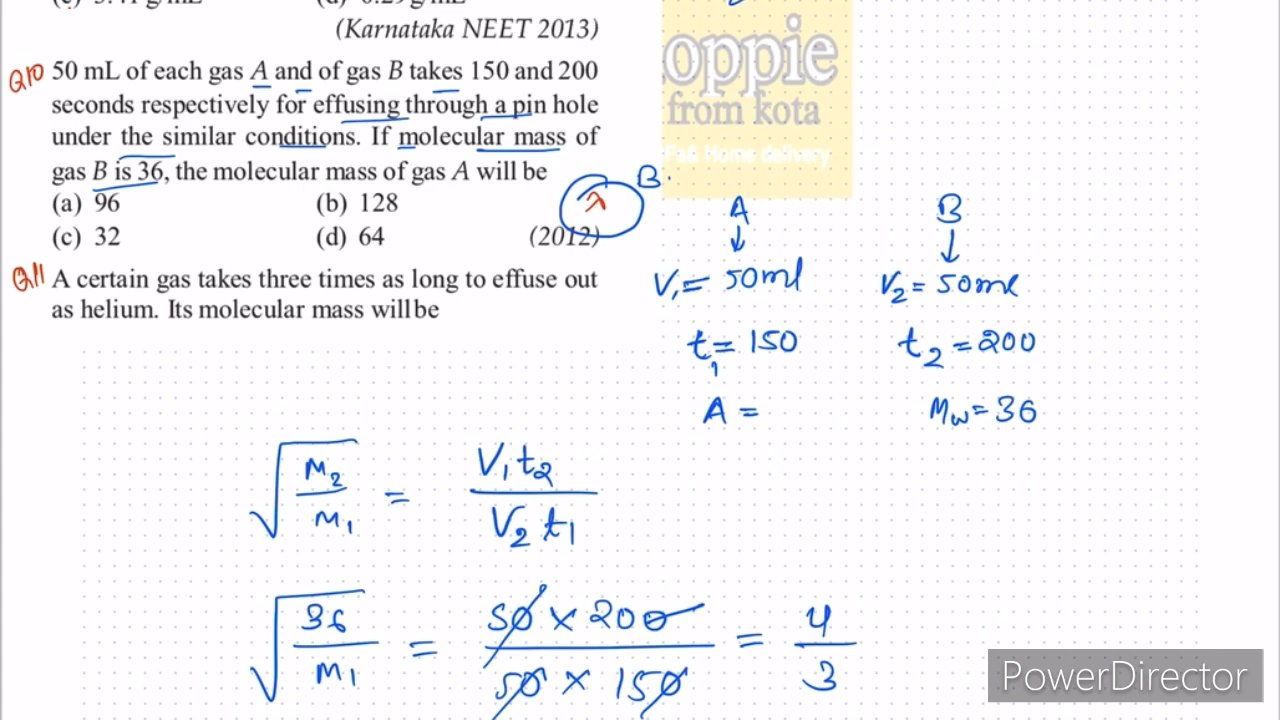 (Karnataka NEET 2013)
Q10 50 mL of each gas A and of gas B takes 150 and 200
seconds respectively for effusing through a pin hole
under the similar conditions. If molecular mass of
gas B is 36, the molecular mass of gas A will be
(a) 96 (b) 128
(c) 32 (d) 64 (2012)
Q11 A certain gas takes three times as long to effuse out
as helium. Its molecular mass will be
oppie
from kota
Home delivery
B.
A B
↓ ↓
V₁= 50ml V₂= 50ml
t₁= 150 t₂=200
A = Mw=36
√(M₂/M₁) = V₁t₂/V₂t₁
√(36/M₁) = 50×200/50×150 = 4/3
PowerDirector